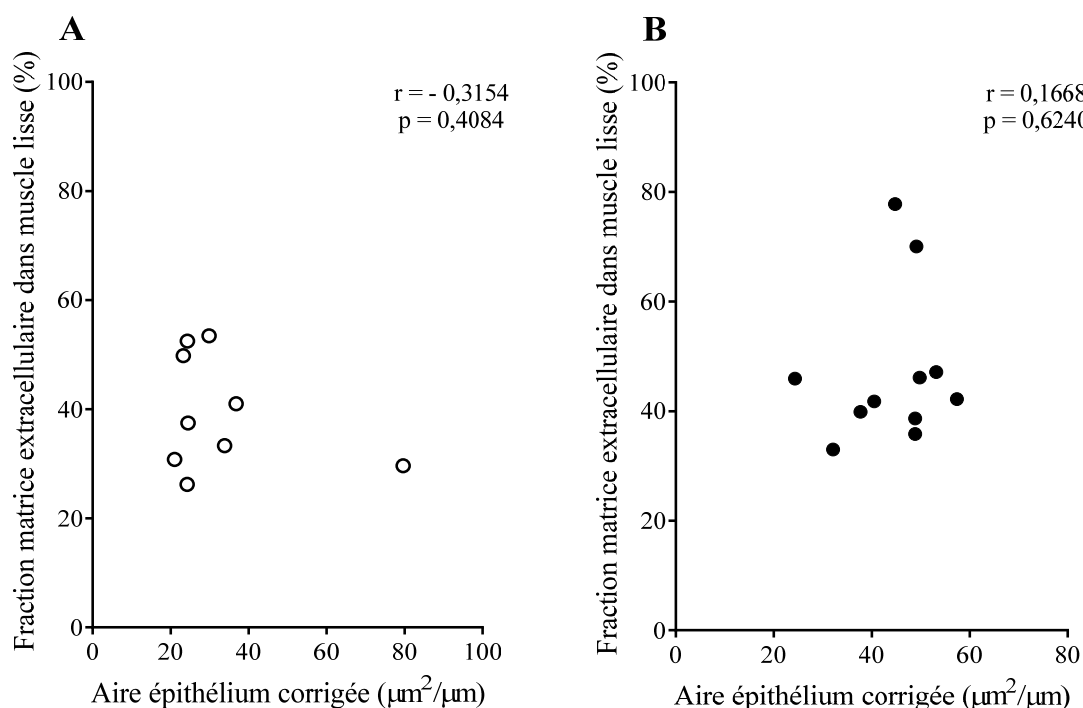 A
B
Fraction matrice extracellulaire dans muscle lisse (%)
100
80
60
40
20
0
r = - 0,3154
p = 0,4084
0
20
40
60
80
100
Aire épithélium corrigée (µm²/µm)
Fraction matrice extracellulaire dans muscle lisse (%)
100
80
60
40
20
0
r = 0,1668
p = 0,6240
0
20
40
60
80
Aire épithélium corrigée (µm²/µm)